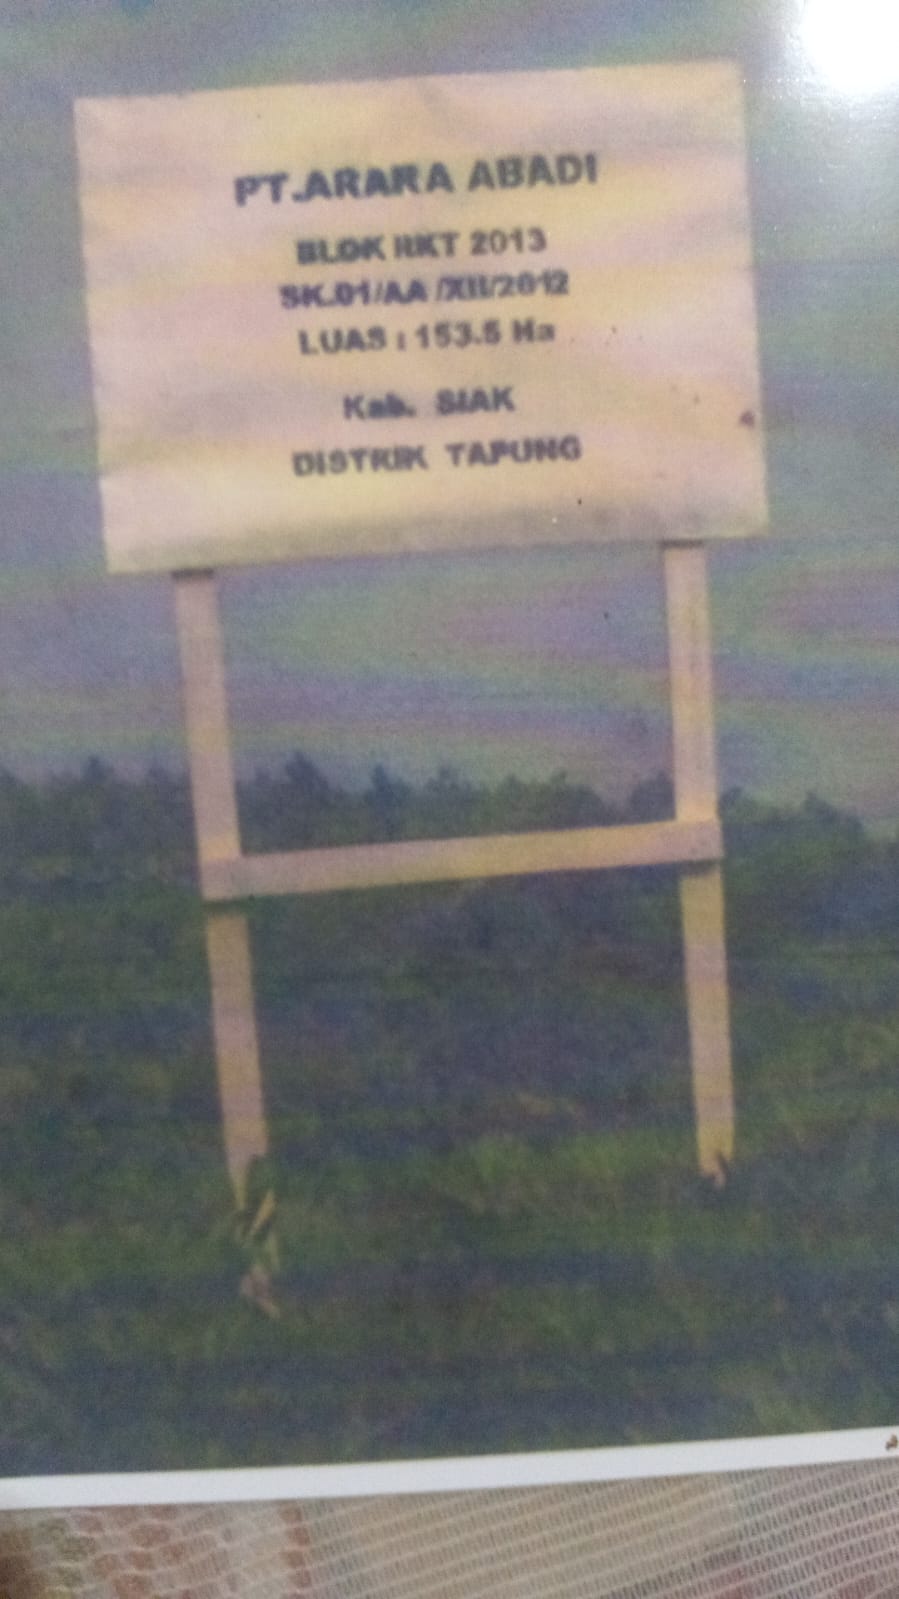 PT.ARARA ABADI
BLOK RKT 2013
SK.01/AA /XII/2012
LUAS : 153.5 Ha
Kab. SIAK
DISTRIK TAPUNG